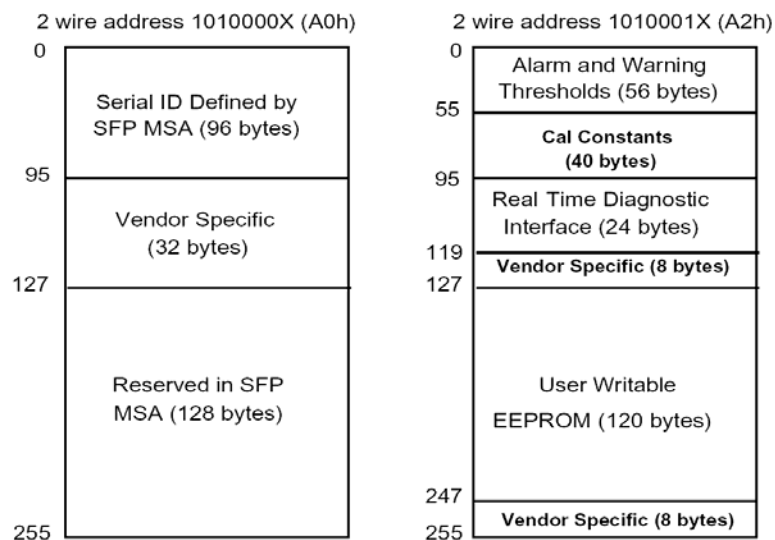 2 wire address 1010000X (A0h)
0
Serial ID Defined by
SFP MSA (96 bytes)
95
Vendor Specific
(32 bytes)
127
Reserved in SFP
MSA (128 bytes)
255
2 wire address 1010001X (A2h)
0
Alarm and Warning
Thresholds (56 bytes)
55
Cal Constants
(40 bytes)
95
Real Time Diagnostic
Interface (24 bytes)
119
Vendor Specific (8 bytes)
127
User Writable
EEPROM (120 bytes)
247
Vendor Specific (8 bytes)
255